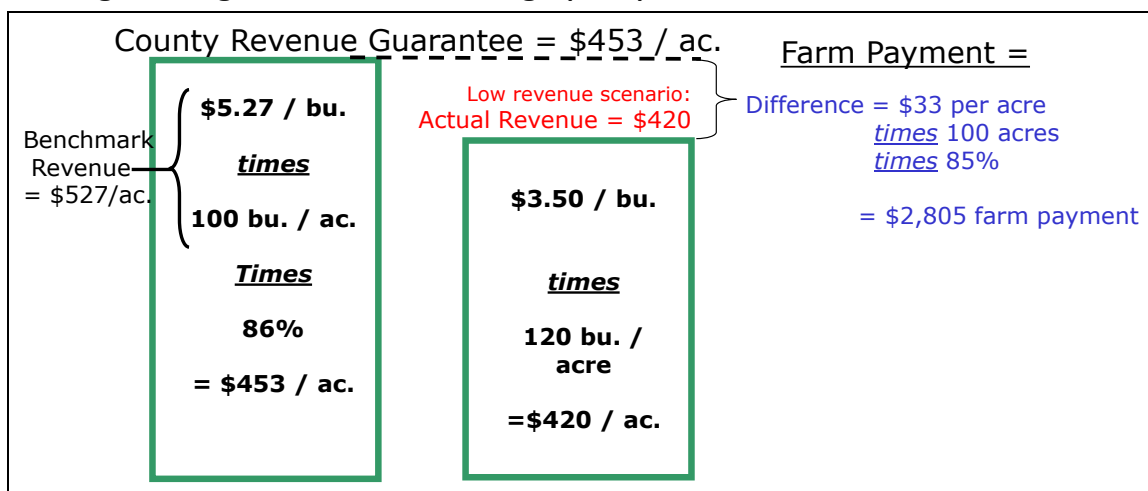 County Revenue Guarantee = $453 / ac.
Benchmark
Revenue
= $527/ac.
$5.27 / bu.
times
100 bu. / ac.
Times
86%
= $453 / ac.
Low revenue scenario:
Actual Revenue = $420
$3.50 / bu.
times
120 bu. /
acre
=$420 / ac.
Farm Payment =
Difference = $33 per acre
times 100 acres
times 85%
= $2,805 farm payment